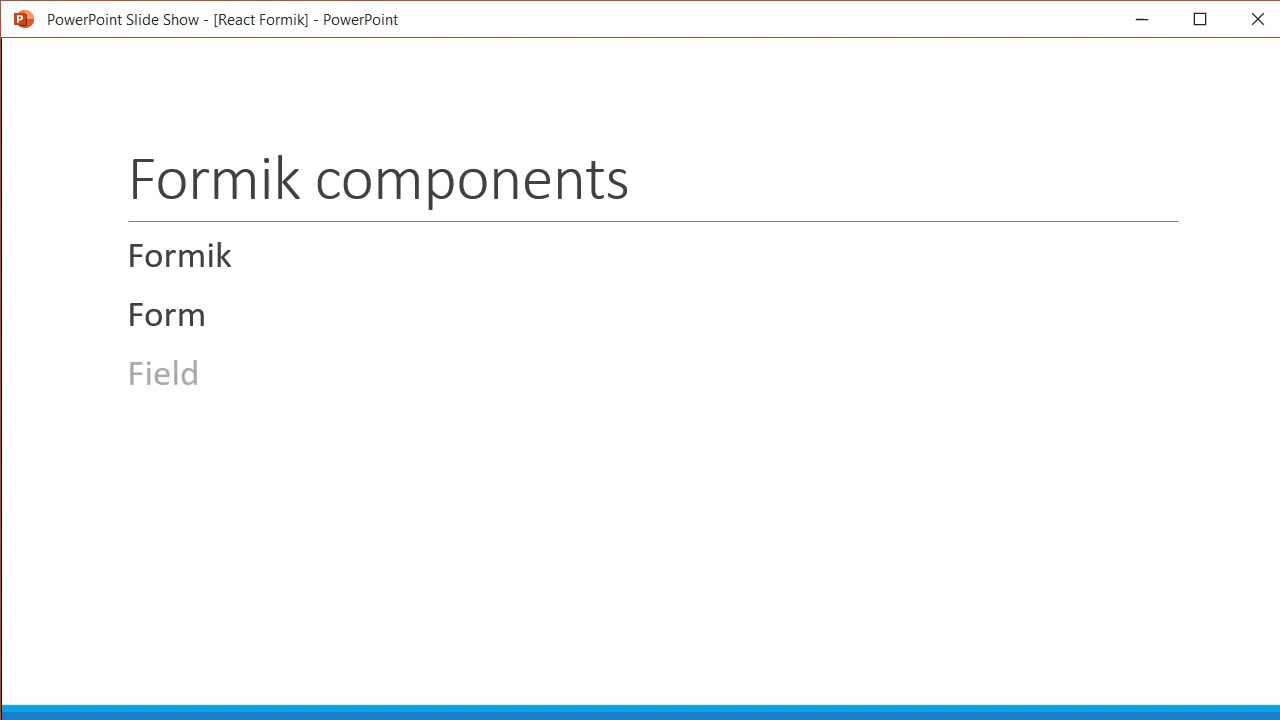 PowerPoint Slide Show - [React Formik] - PowerPoint
Formik components
Formik
Form
Field